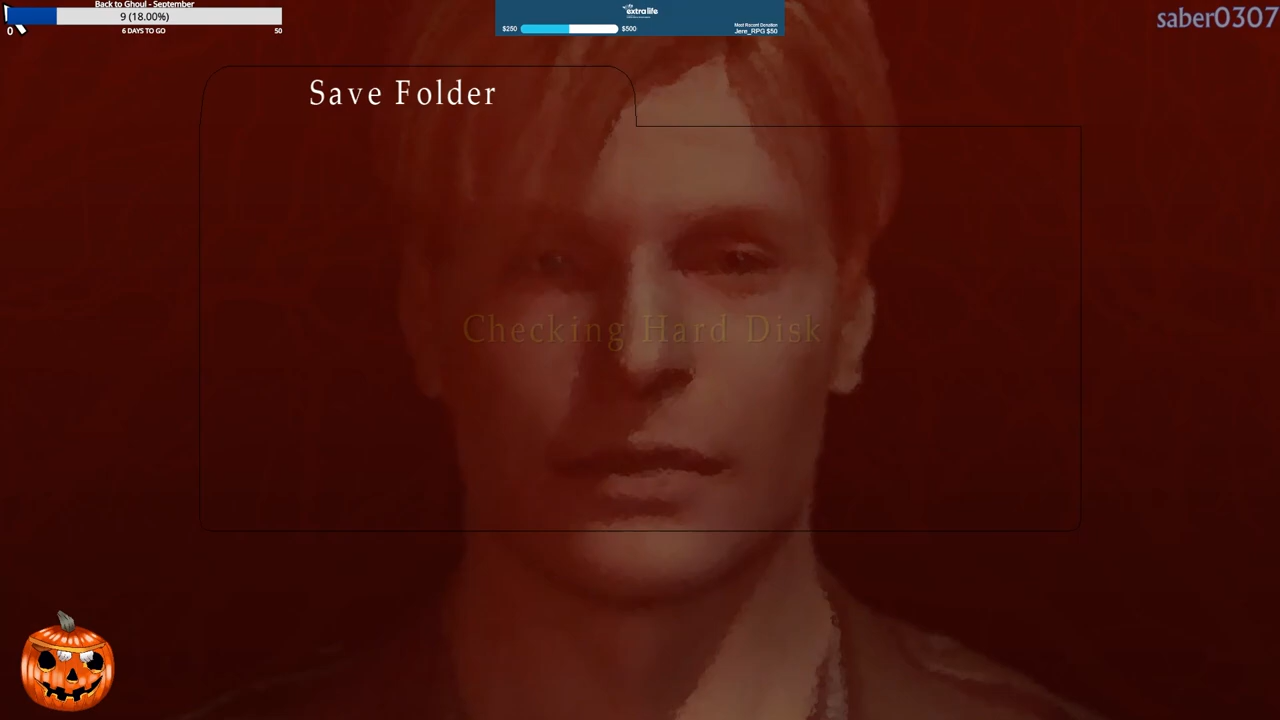 Back to Ghoul - September
9 (18.00%)
0
6 DAYS TO GO
50
extralife
$250
$500
Most Recent Donation
Jerz_RPG $50
saber0307
Save Folder
Checking Hard Disk